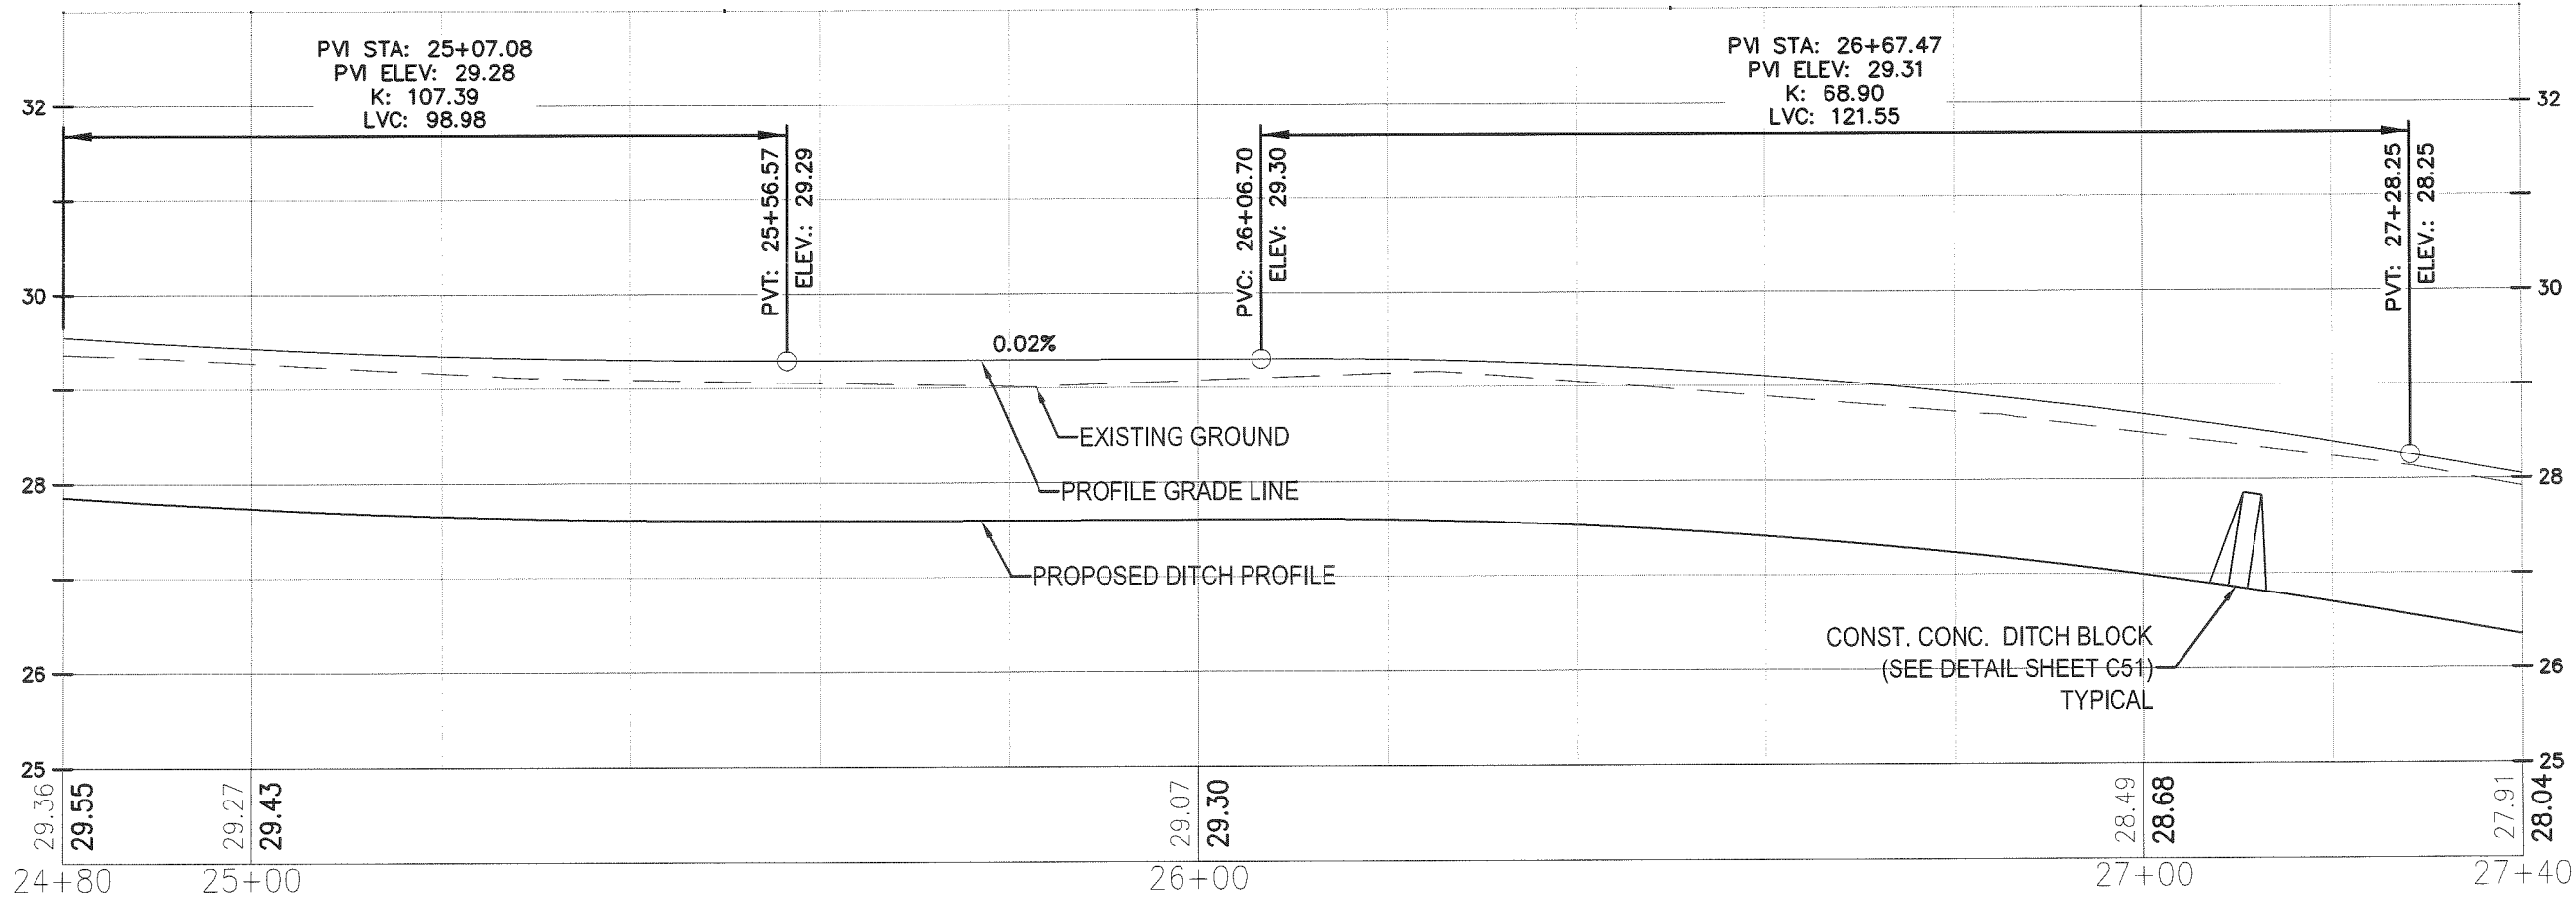 PVI STA: 25+07.08
PVI ELEV: 29.28
K: 107.39
LVC: 98.98
PVI STA: 26+67.47
PVI ELEV: 29.31
K: 68.90
LVC: 121.55
32
32
PVT: 25+56.57
ELEV.: 29.29
PVC: 26+06.70
ELEV: 29.30
PVT: 27+28.25
ELEV: 28.25
30
30
0.02%
EXISTING GROUND
28
28
PROFILE GRADE LINE
PROPOSED DITCH PROFILE
CONST. CONC. DITCH BLOCK
(SEE DETAIL SHEET C51)
TYPICAL
26
26
25
25
29.36
29.55
29.27
29.43
29.07
29.30
28.49
28.68
27.91
28.04
24+80
25+00
26+00
27+00
27+40